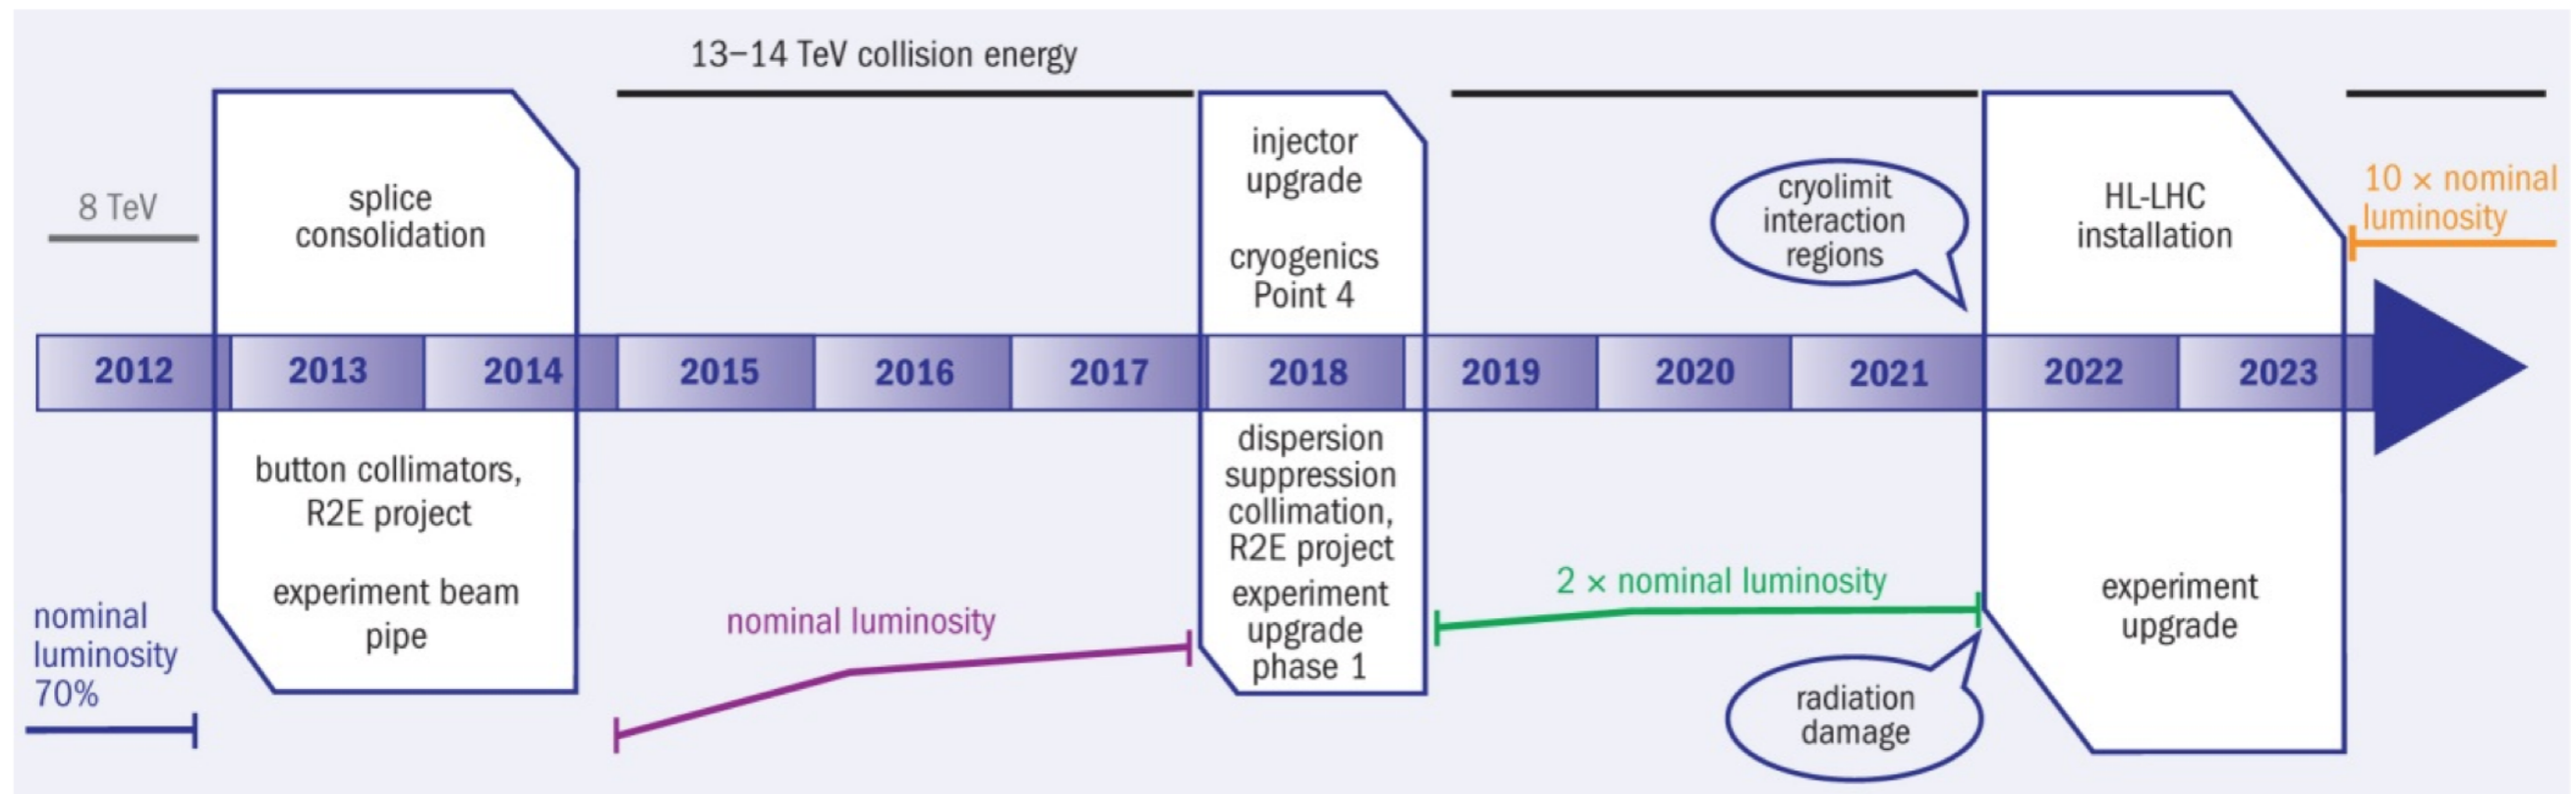 13–14 TeV collision energy
8 TeV
splice
consolidation
injector
upgrade
cryogenics
Point 4
cryolimit
interaction
regions
HL-LHC
installation
10 × nominal
luminosity
2012 2013 2014 2015 2016 2017 2018 2019 2020 2021 2022 2023
nominal
luminosity
70%
button collimators,
R2E project
experiment beam
pipe
nominal luminosity
dispersion
suppression
collimation,
R2E project
experiment
upgrade
phase 1
2 × nominal luminosity
radiation
damage
experiment
upgrade